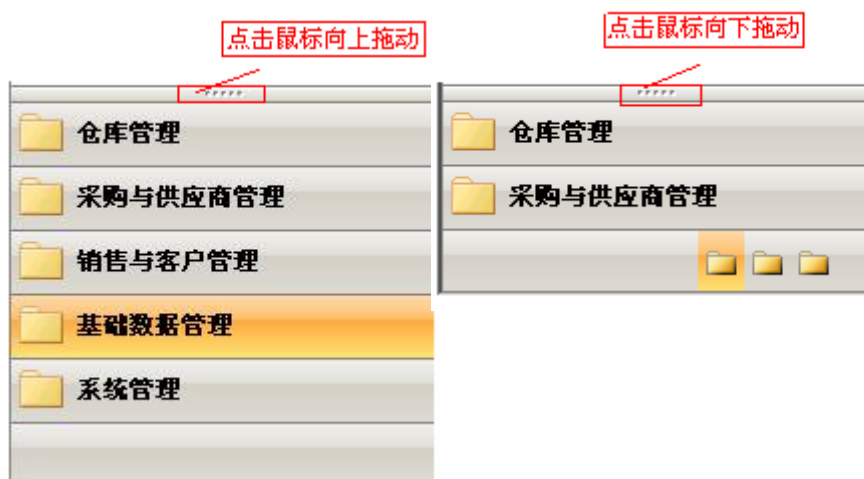 点击鼠标向上拖动
仓库管理
采购与供应商管理
销售与客户管理
基础数据管理
系统管理
点击鼠标向下拖动
仓库管理
采购与供应商管理